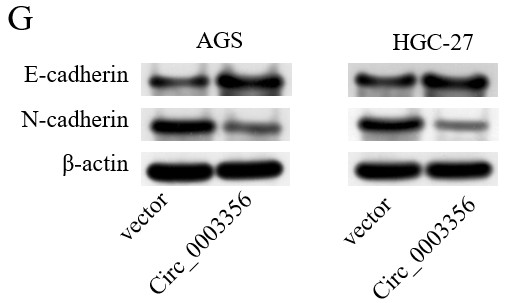 G
AGS HGC-27
E-cadherin
N-cadherin
β-actin
vector Circ_0003356 vector Circ_0003356